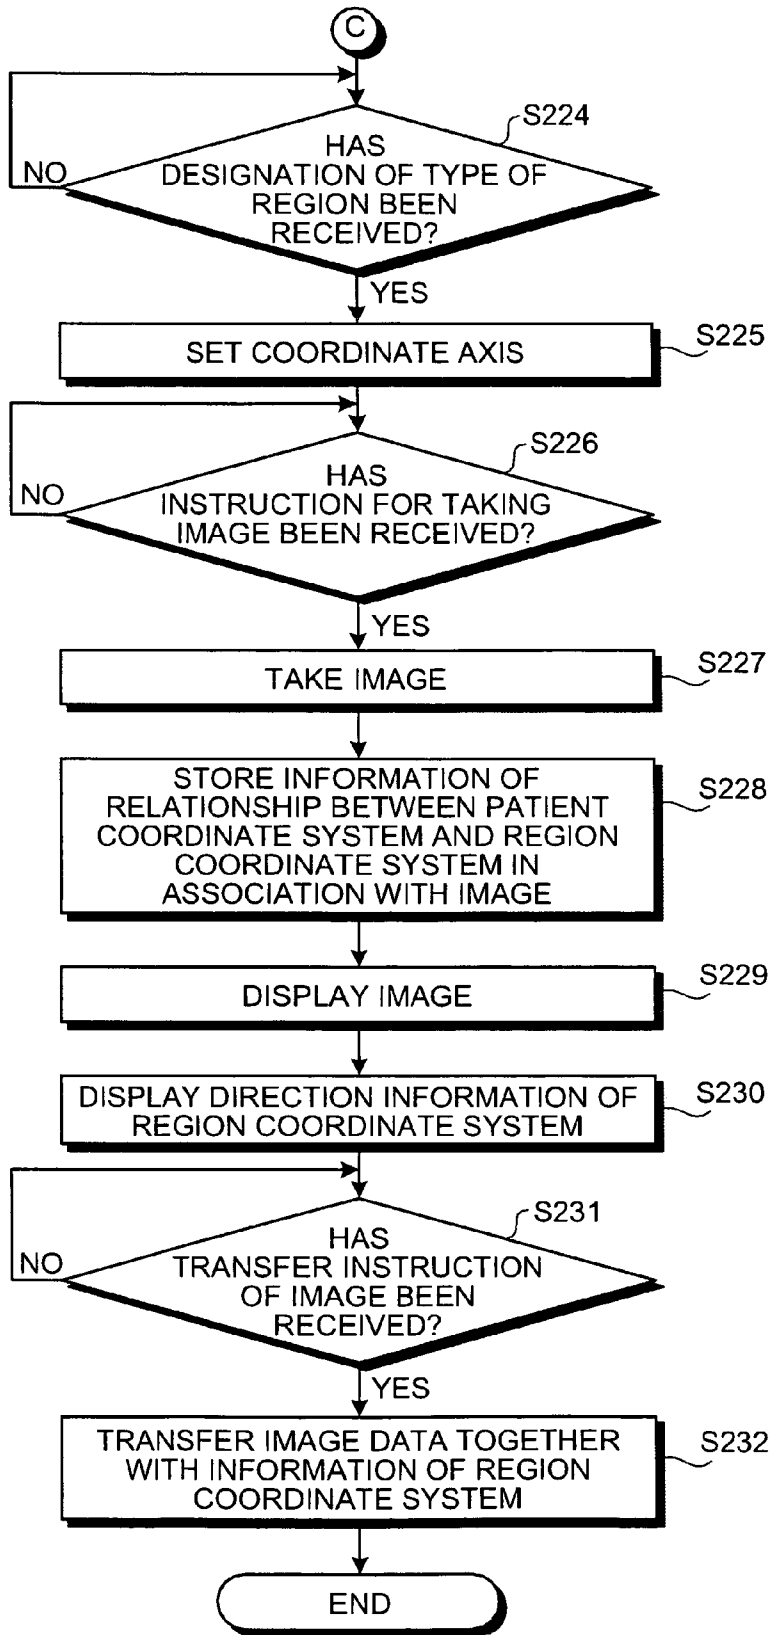 C
S224
HAS
DESIGNATION OF TYPE OF
REGION BEEN
RECEIVED?
NO
YES
SET COORDINATE AXIS
S225
S226
HAS
INSTRUCTION FOR TAKING
IMAGE BEEN RECEIVED?
NO
YES
TAKE IMAGE
S227
STORE INFORMATION OF
RELATIONSHIP BETWEEN PATIENT
COORDINATE SYSTEM AND REGION
COORDINATE SYSTEM IN
ASSOCIATION WITH IMAGE
S228
DISPLAY IMAGE
S229
DISPLAY DIRECTION INFORMATION OF
REGION COORDINATE SYSTEM
S230
S231
HAS
TRANSFER INSTRUCTION
OF IMAGE BEEN
RECEIVED?
NO
YES
TRANSFER IMAGE DATA TOGETHER
WITH INFORMATION OF REGION
COORDINATE SYSTEM
S232
END